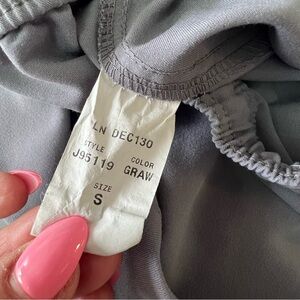 LN DEC130
STYLE COLOR
J95119 GRAW
SIZE
S